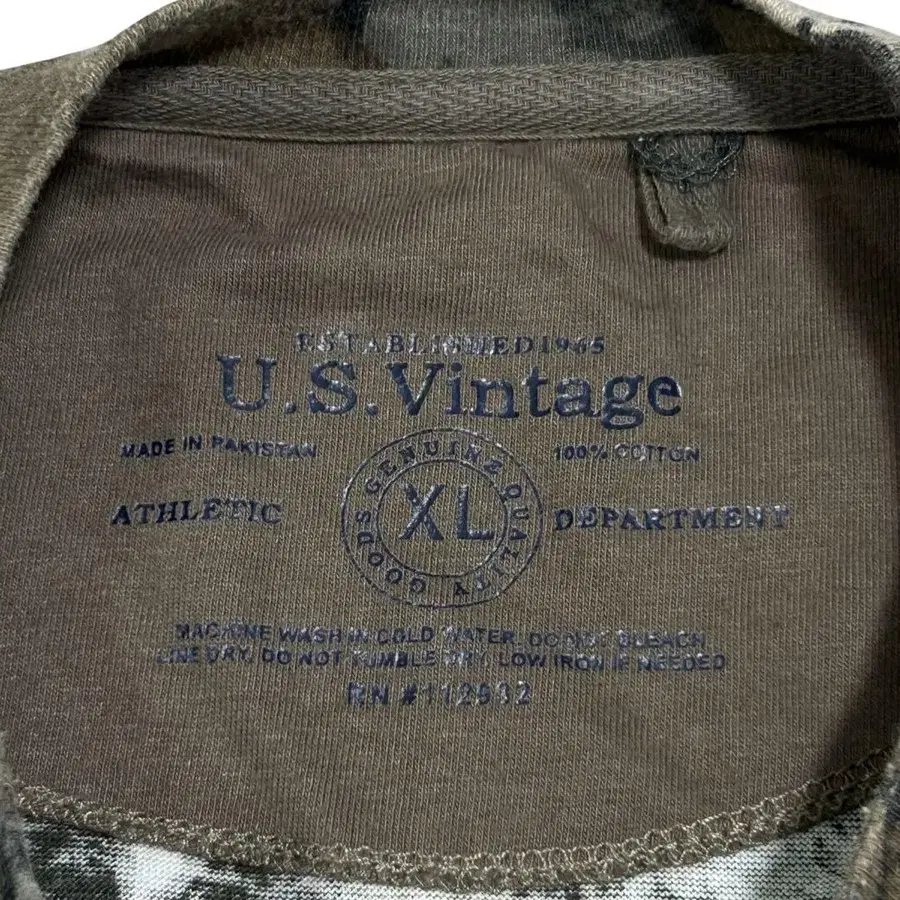 ESTABLISHED 1965
U.S.Vintage
MADE IN PAKISTAN
100% COTTON
ATHLETIC
GENUINE QUALITY GOODS
XL
DEPARTMENT
MACHINE WASH IN COLD WATER, DO NOT BLEACH
LINE DRY, DO NOT TUMBLE DRY, LOW IRON IF NEEDED
RN #112932